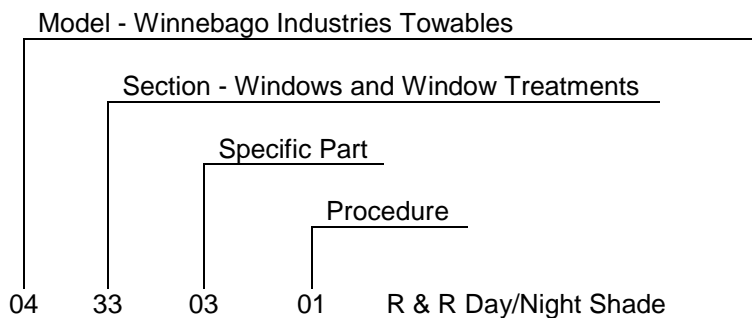 Model - Winnebago Industries Towables
Section - Windows and Window Treatments
Specific Part
Procedure
04 33 03 01 R & R Day/Night Shade